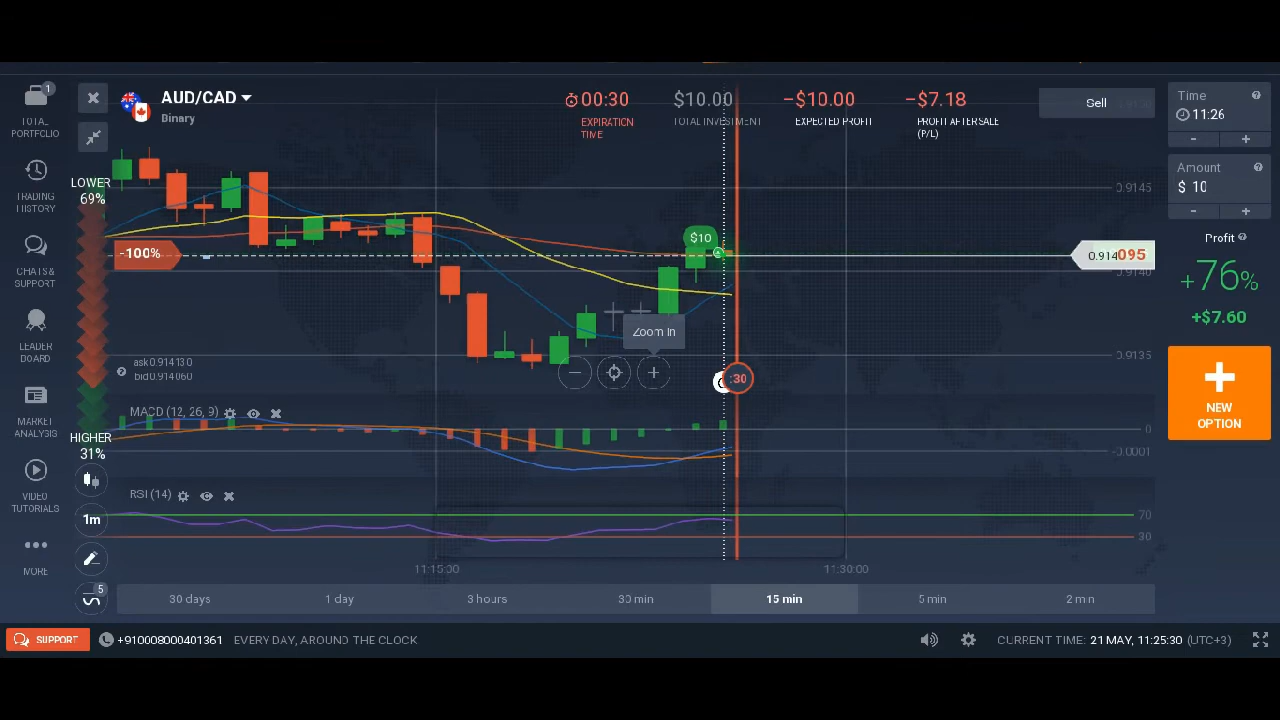 TOTAL PORTFOLIO
1
TRADING HISTORY
CHATS & SUPPORT
LEADER BOARD
MARKET ANALYSIS
VIDEO TUTORIALS
MORE
AUD/CAD
Binary
00:30
EXPIRATION TIME
$10.00
TOTAL INVESTMENT
-$10.00
EXPECTED PROFIT
-$7.18
PROFIT AFTER SALE (P/L)
Sell
LOWER
69%
-100%
$10
0.9145
0.914095
0.9140
0.9135
Zoom In
:30
ask0.914130
bid0.914060
MACD (12, 26, 9)
0
-0.0001
HIGHER
31%
RSI (14)
70
30
1m
5
11:15:00
11:30:00
30 days
1 day
3 hours
30 min
15 min
5 min
2 min
Time
11:26
- +
Amount
$ 10
- +
Profit
+76%
+$7.60
NEW OPTION
SUPPORT
+910008000401361
EVERY DAY, AROUND THE CLOCK
CURRENT TIME: 21 MAY, 11:25:30 (UTC+3)